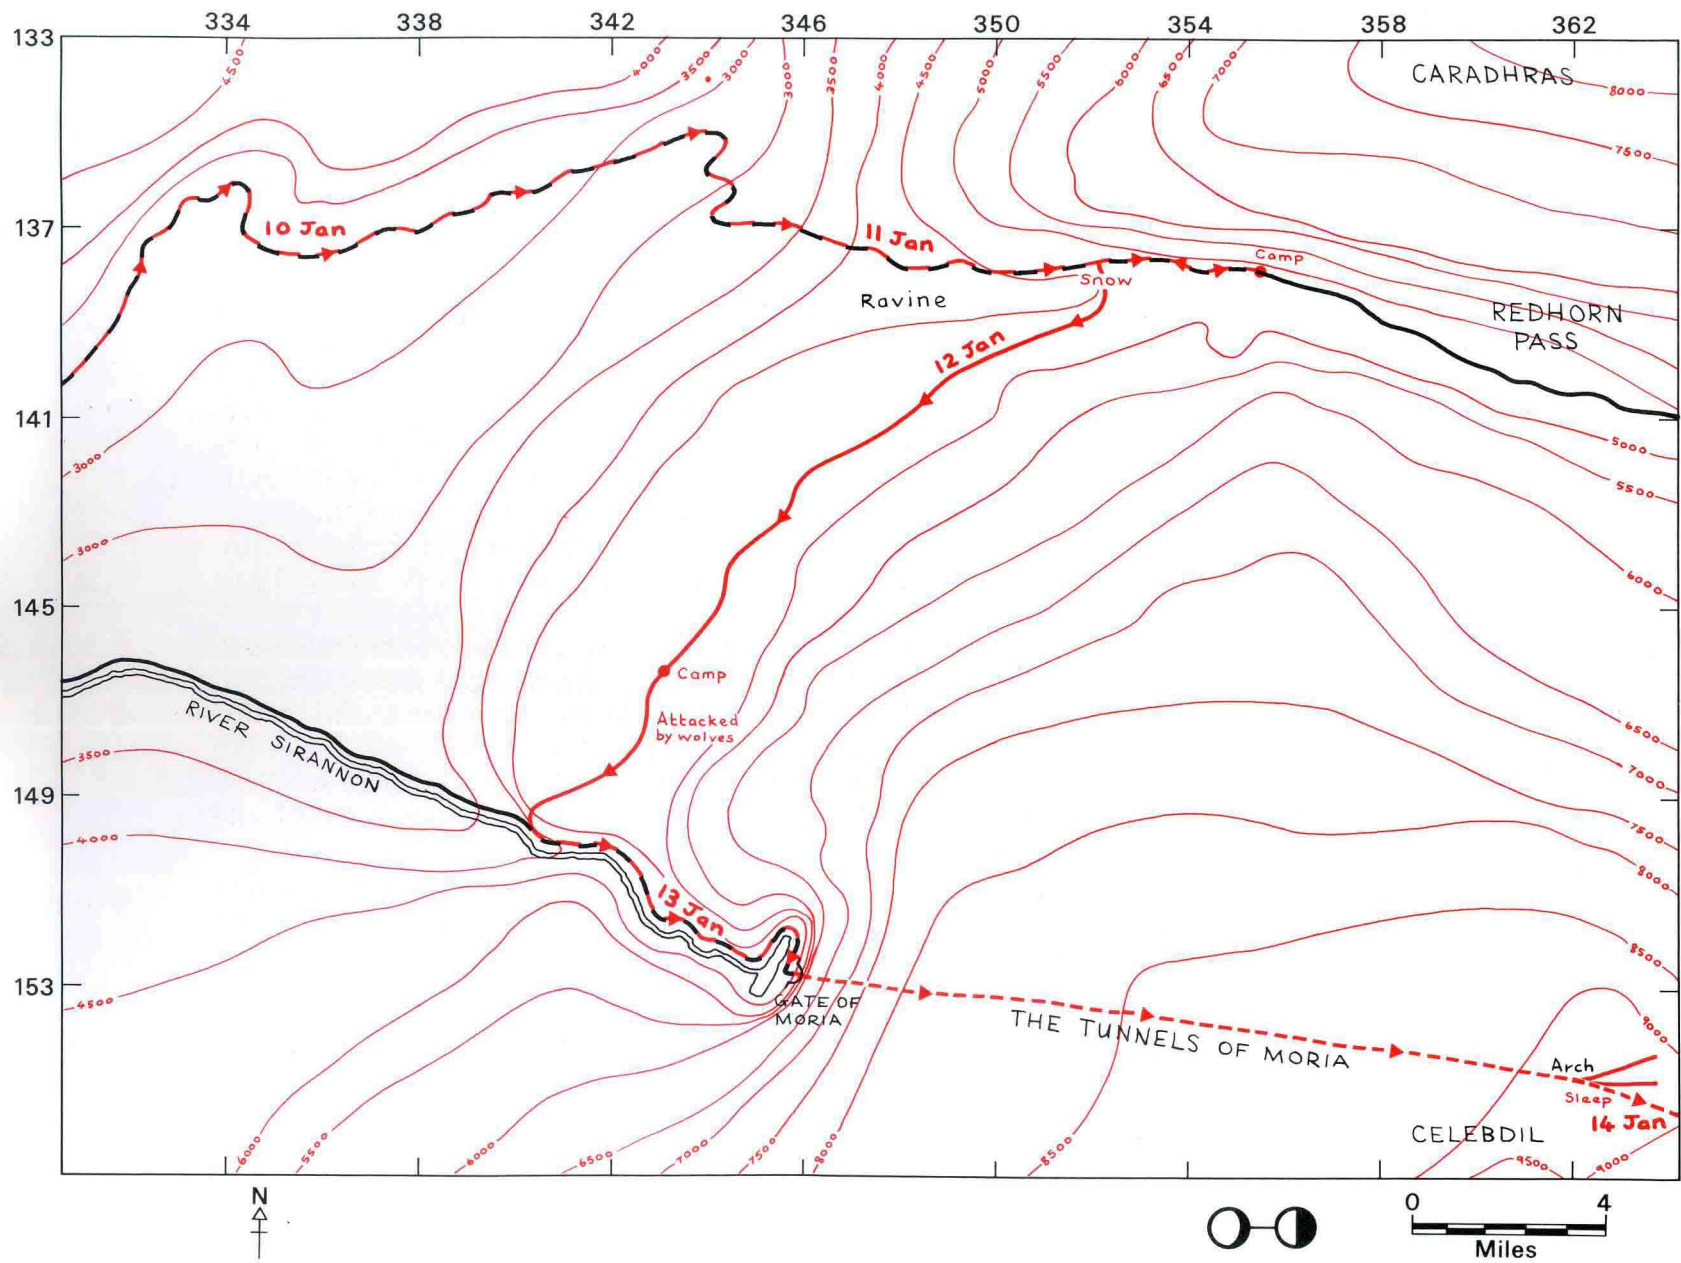 334 338 342 346 350 354 358 362
133
4500 4000 3500 3000 3000 3500 4000 4500 5000 5500 6000 6500 7000
CARADHRAS
8000
7500
137
10 Jan
11 Jan
Camp
Snow
Ravine
REDHORN
PASS
12 Jan
141
3000
5000
5500
3000
6000
145
Camp
Attacked
by wolves
RIVER SIRANNON
6500
3500
7000
149
7500
4000
8000
13 Jan
8500
153
4500
GATE OF
MORIA
THE TUNNELS OF MORIA
9000
Arch
Sleep
14 Jan
CELEBDIL
6000 5500 6000 6500 7000 7500 8000 8500 9500 9000
N
0 4
Miles